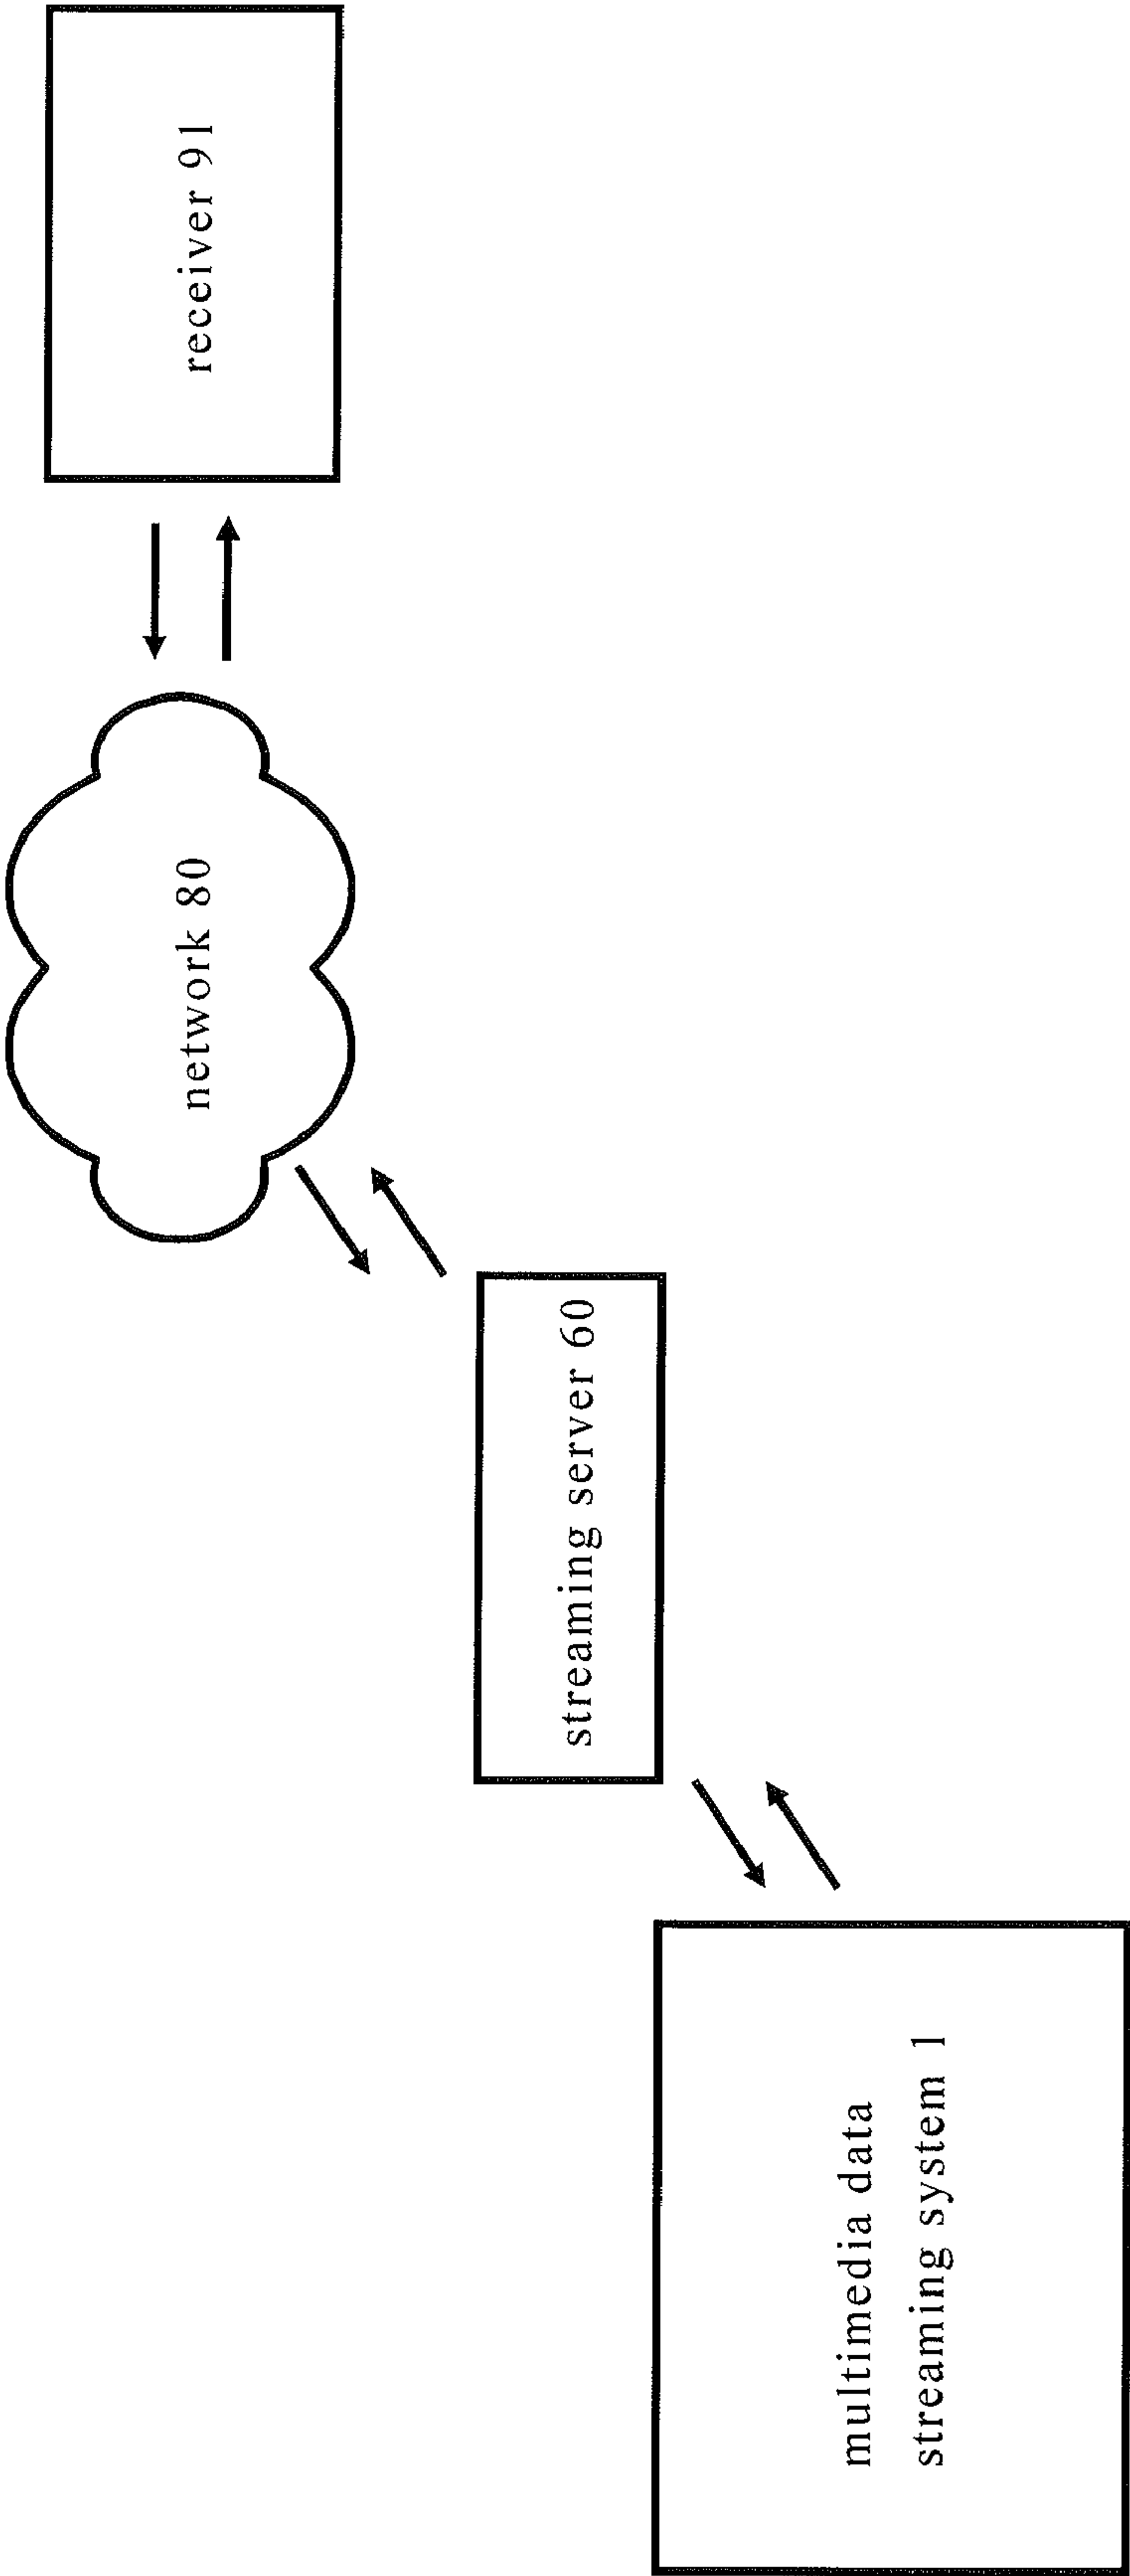 receiver 91
network 80
streaming server 60
multimedia data
streaming system 1